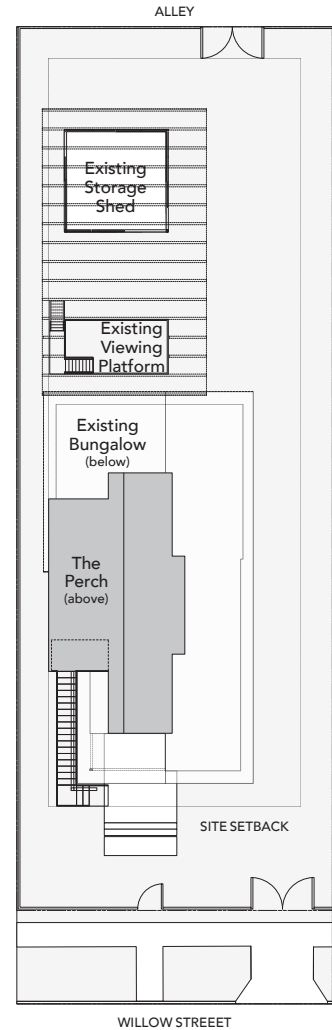 ALLEY
Existing
Storage
Shed
Existing
Viewing
Platform
Existing
Bungalow
(below)
The
Perch
(above)
SITE SETBACK
WILLOW STREEET